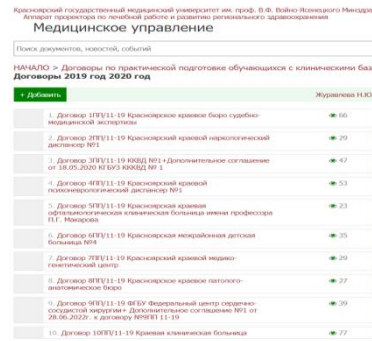 Красноярский государственный медицинский университет им. проф. В.Ф. Войно-Ясенецкого Минздра
Аппарат проректора по лечебной работе и развитию регионального здравоохранения
Медицинское управление
Поиск документов, новостей, событий
НАЧАЛО > Договоры по практической подготовке обучающихся с клиническими баз
Договоры 2019 год 2020 год
+ Добавить Журавлева Н.Ю
1. Договор 1ПП/11-19 Красноярское краевое бюро судебно-
медицинской экспертизы 66
2. Договор 2ПП/11-19 Красноярский краевой наркологический
диспансер №1 29
3. Договор 3ПП/11-19 ККВД №1+Дополнительное соглашение
от 18.05.2020 КГБУЗ ККВКД № 1 47
4. Договор 4ПП/11-19 Красноярский краевой
психоневрологический диспансер №1 53
5. Договор 5ПП/11-19 Красноярская краевая
офтальмологическая клиническая больница имени профессора
П.Г. Макарова 23
6. Договор 6ПП/11-19 Красноярская межрайонная детская
больница №4 35
7. Договор 7ПП/11-19 Красноярский краевой медико-
генетический центр 29
8. Договор 8ПП/11-19 Красноярское краевое патолого-
анатомическое бюро 27
9. Договор 9ПП/11-19 ФГБУ Федеральный центр сердечно-
сосудистой хирургии+ Дополнительное соглашение №1 от
28.06.2022г. к договору №9ПП 11-19 39
10. Договор 10ПП/11-19 Краевая клиническая больница 77